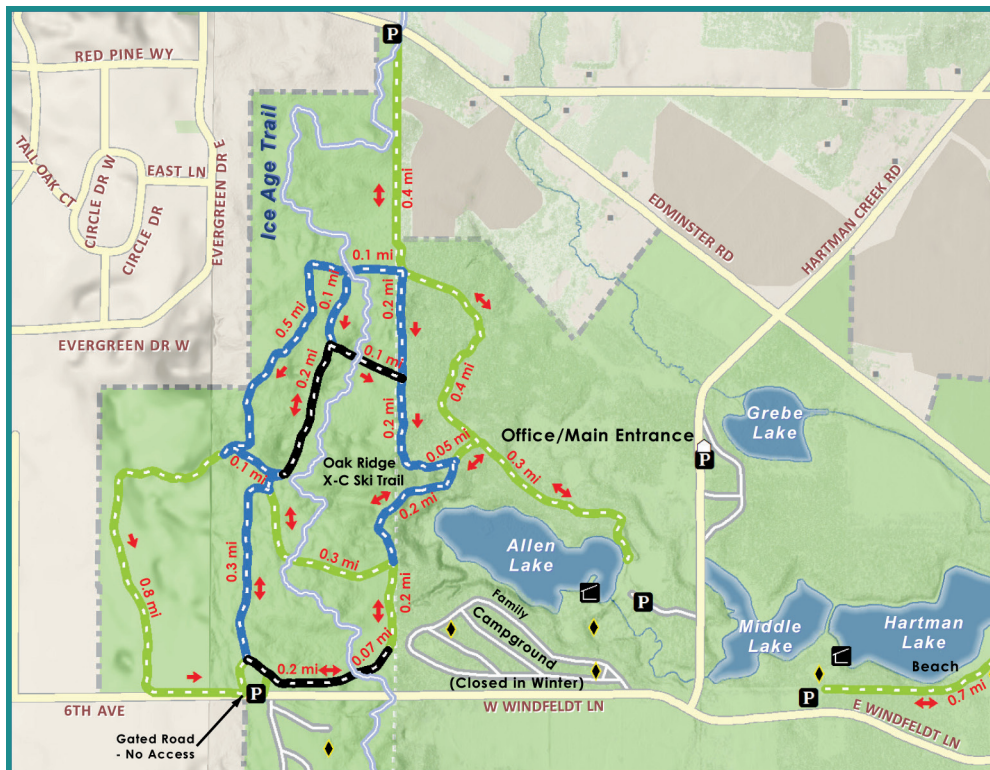 P
RED PINE WY
TALL OAK CT
CIRCLE DR W
EAST LN
CIRCLE DR
EVERGREEN DR E
EVERGREEN DR W
Ice Age Trail
0.4 mi
EDMINSTER RD
HARTMAN CREEK RD
0.1 mi
0.1 mi
0.2 mi
0.5 mi
0.2 mi
0.1 mi
0.4 mi
0.2 mi
Grebe
Lake
Office/Main Entrance
P
0.05 mi
0.3 mi
0.1 mi
Oak Ridge
X-C Ski Trail
0.2 mi
0.3 mi
0.3 mi
0.2 mi
0.8 mi
Allen
Lake
P
Family
Campground
(Closed in Winter)
Middle
Lake
Hartman
Lake
Beach
0.07 mi
0.2 mi
P
P
0.7 mi
6TH AVE
W WINDFELDT LN
E WINDFELDT LN
Gated Road
- No Access